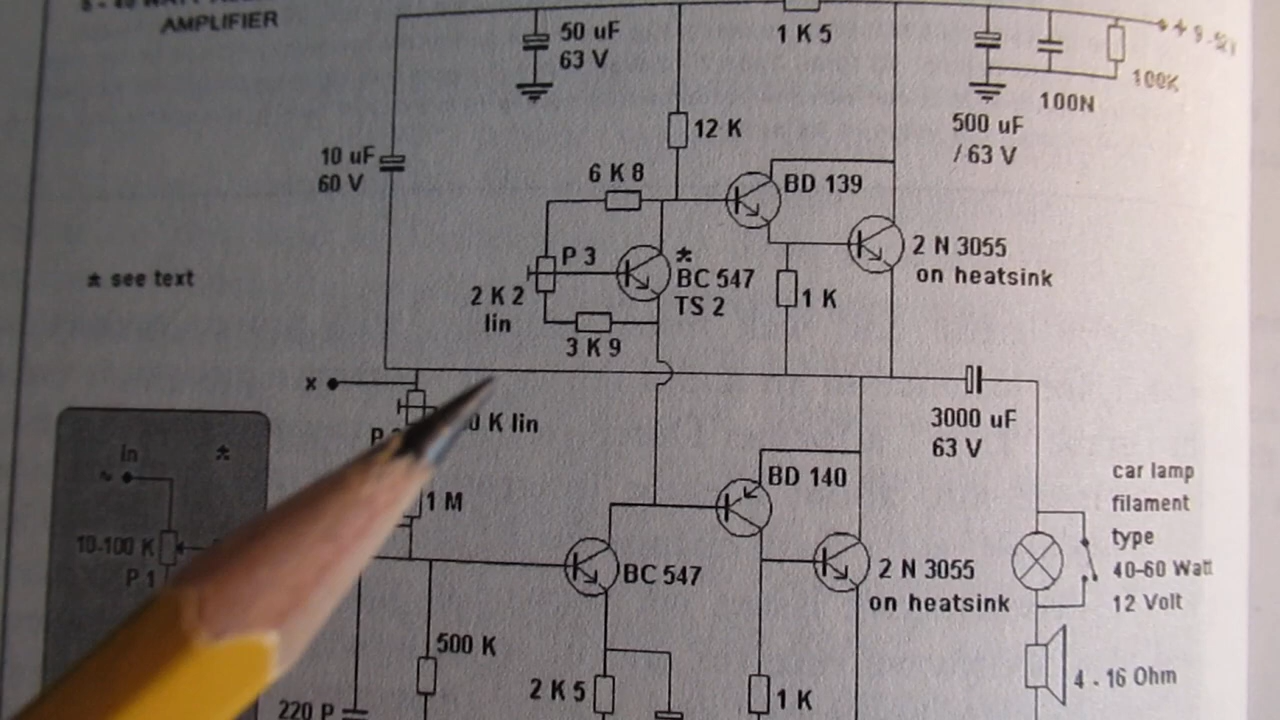 AMPLIFIER
50 uF
63 V
1 K 5
100K
100N
500 uF
/ 63 V
10 uF
60 V
12 K
6 K 8
BD 139
P 3
*
BC 547
TS 2
2 N 3055
on heatsink
* see text
2 K 2
lin
1 K
3 K 9
x
K lin
3000 uF
63 V
in
*
~
BD 140
car lamp
filament
type
40-60 Watt
12 Volt
1 M
10-100 K
P 1
BC 547
2 N 3055
on heatsink
500 K
2 K 5
1 K
4 - 16 Ohm
220 P